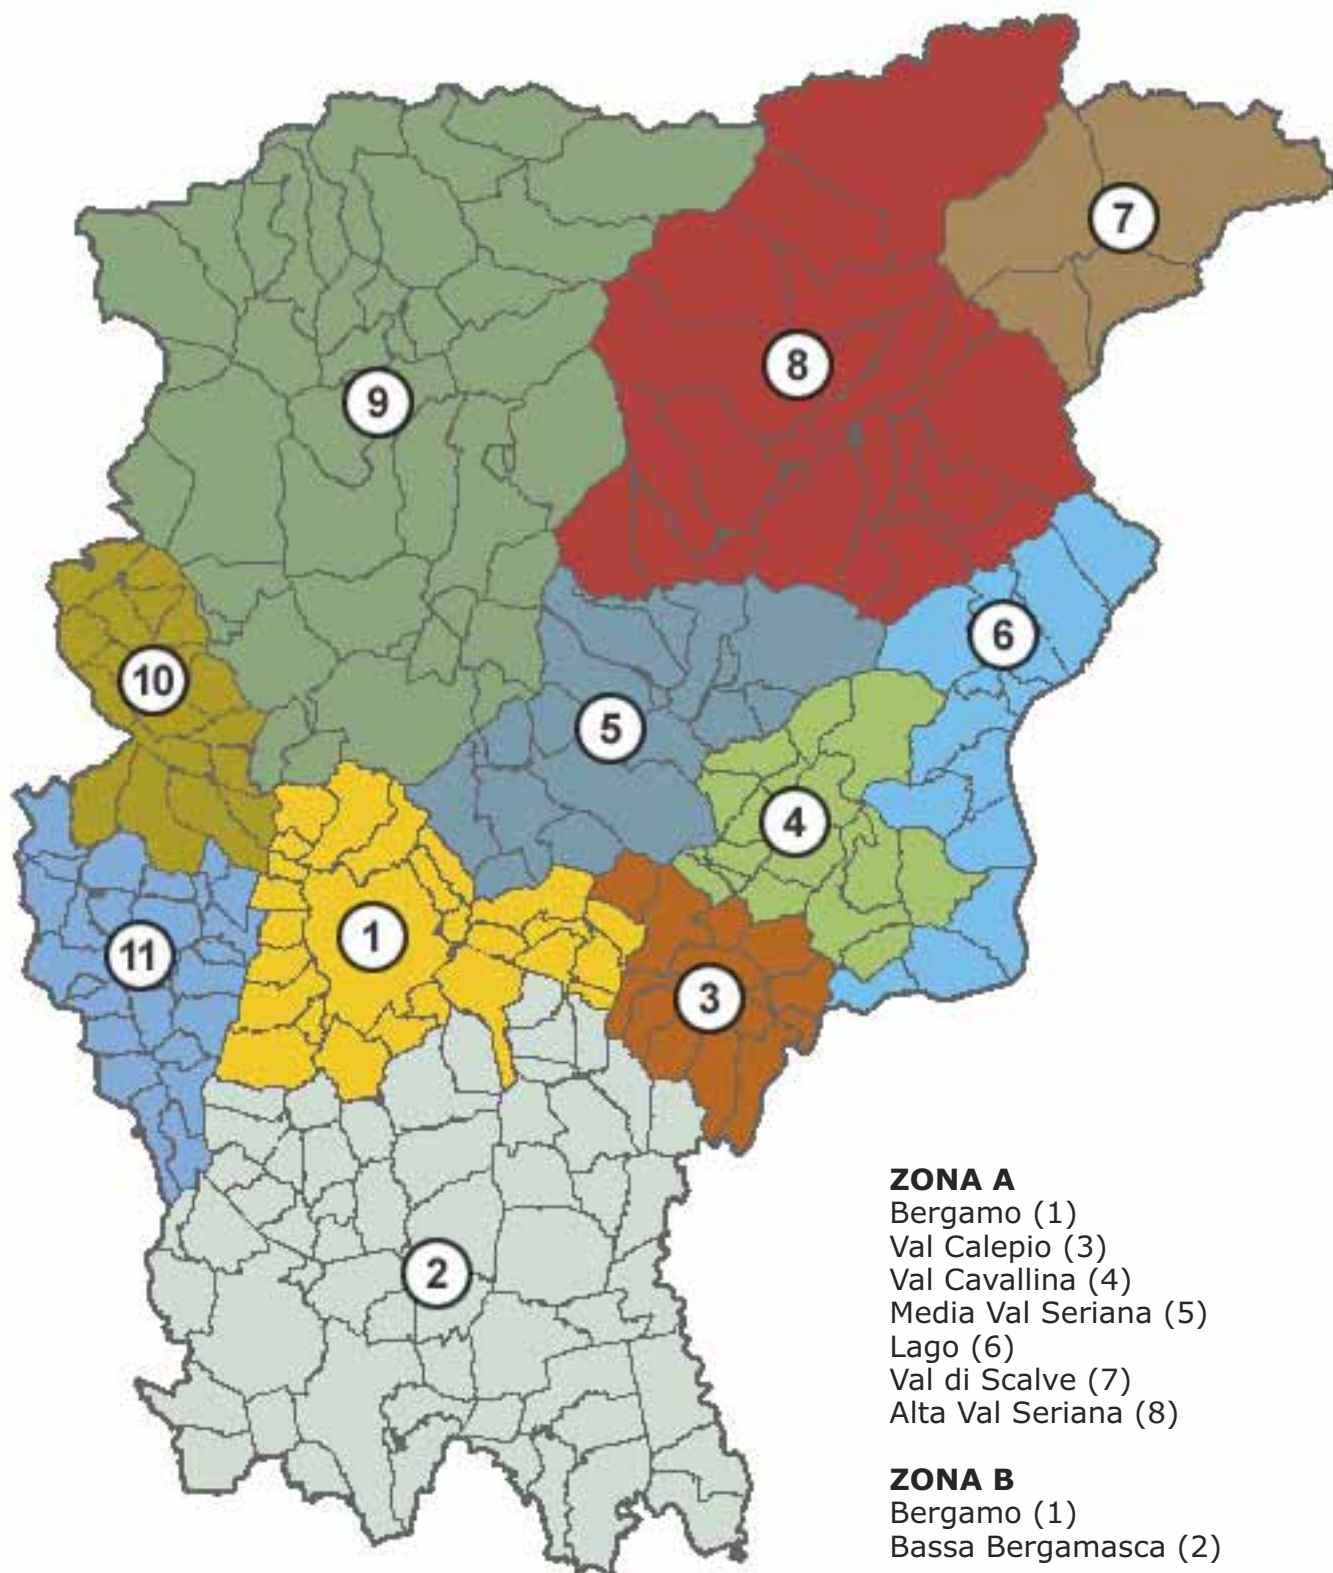 7
8
9
6
10
5
4
1
11
3
2
ZONA A
Bergamo (1)
Val Calepio (3)
Val Cavallina (4)
Media Val Seriana (5)
Lago (6)
Val di Scalve (7)
Alta Val Seriana (8)
ZONA B
Bergamo (1)
Bassa Bergamasca (2)